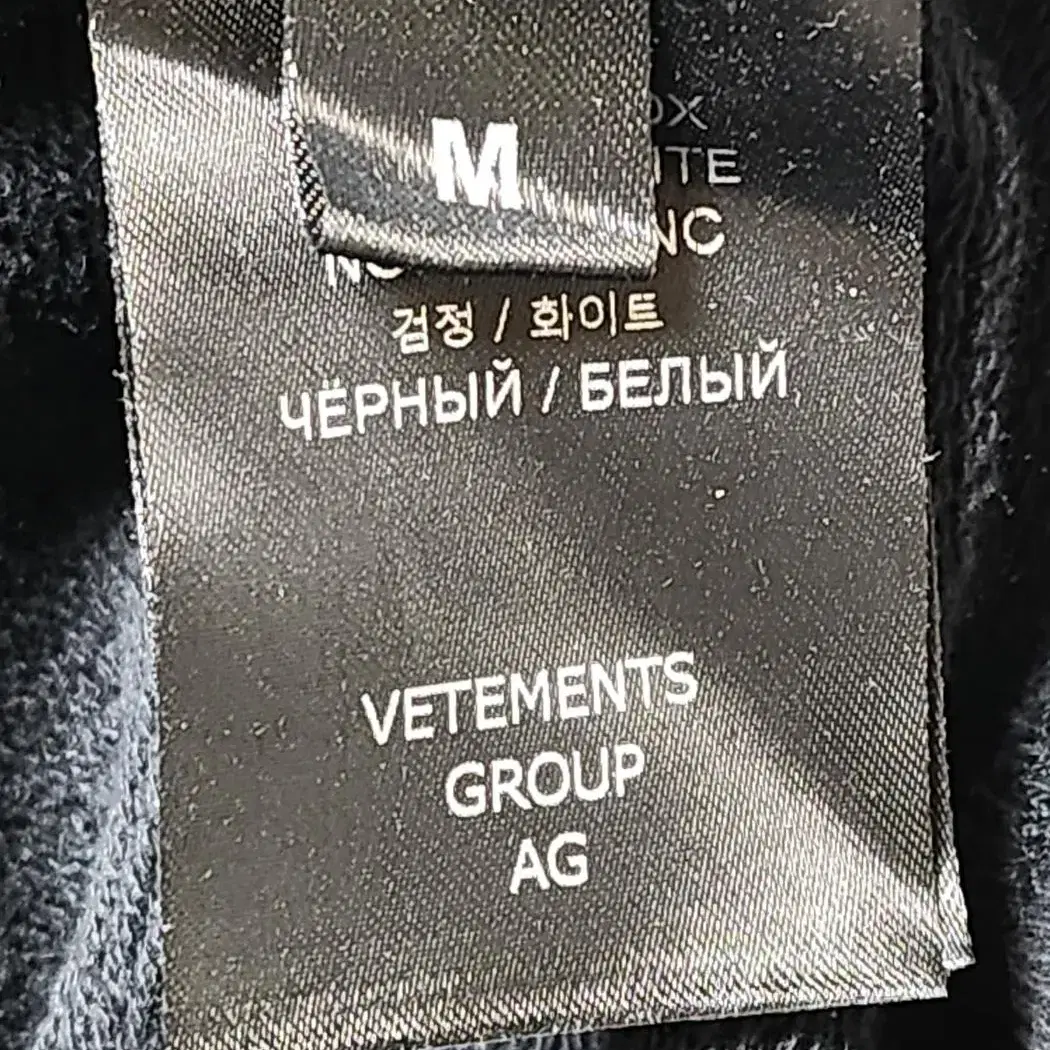 M
검정 / 화이트
ЧЁРНЫЙ / БЕЛЫЙ
VETEMENTS
GROUP
AG